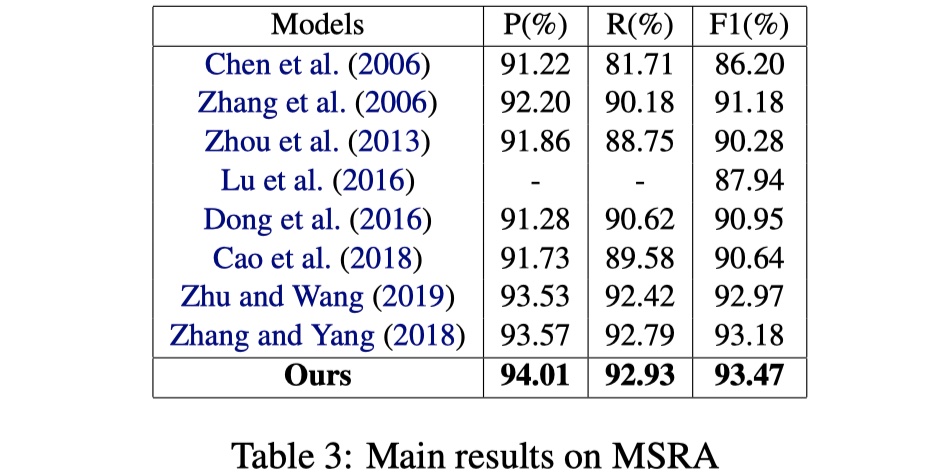 Models P(%) R(%) F1(%)
Chen et al. (2006) 91.22 81.71 86.20
Zhang et al. (2006) 92.20 90.18 91.18
Zhou et al. (2013) 91.86 88.75 90.28
Lu et al. (2016) - - 87.94
Dong et al. (2016) 91.28 90.62 90.95
Cao et al. (2018) 91.73 89.58 90.64
Zhu and Wang (2019) 93.53 92.42 92.97
Zhang and Yang (2018) 93.57 92.79 93.18
Ours 94.01 92.93 93.47
Table 3: Main results on MSRA